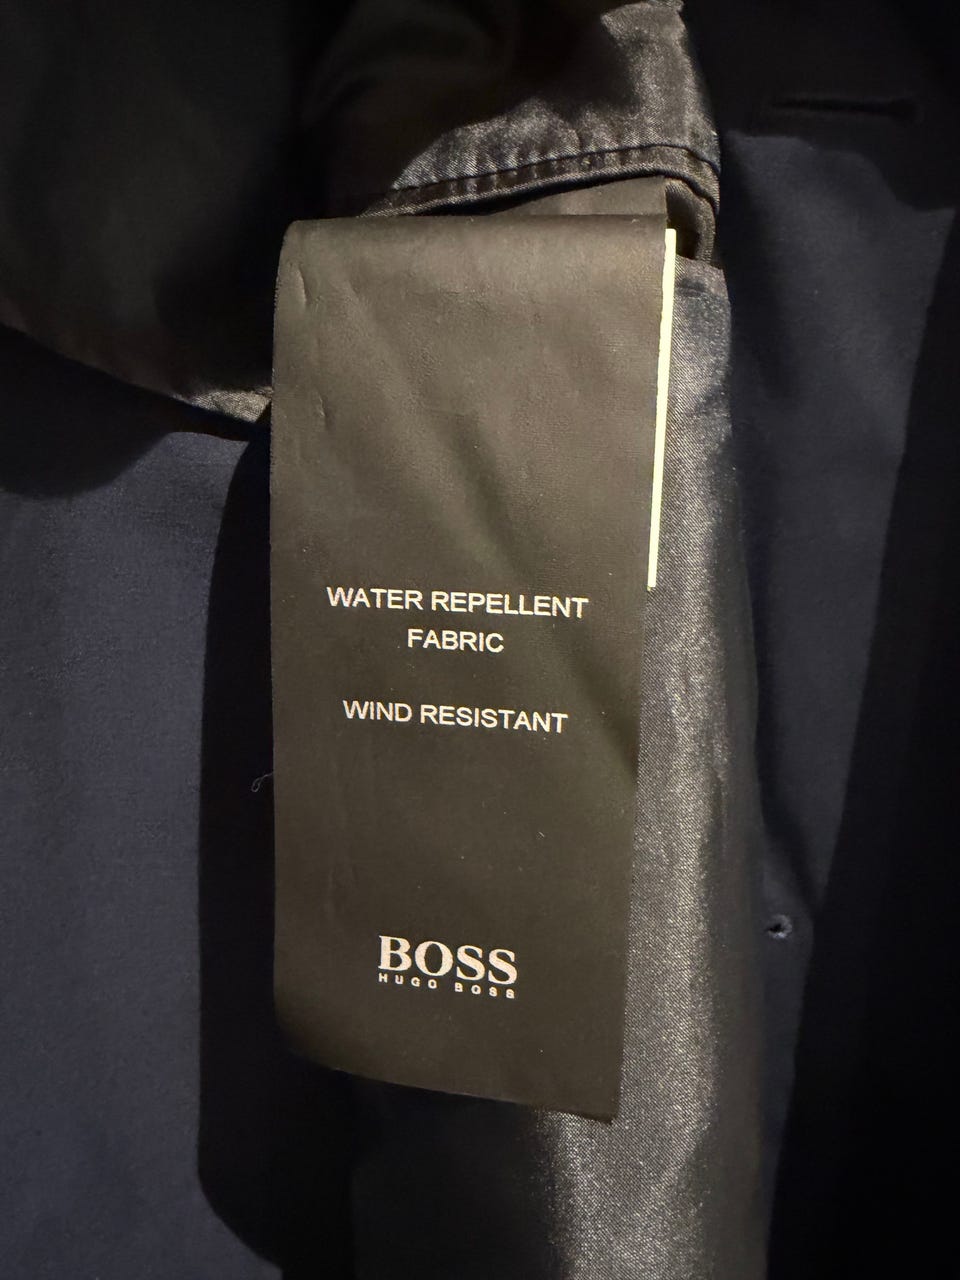 WATER REPELLENT
FABRIC
WIND RESISTANT
BOSS
HUGO BOSS